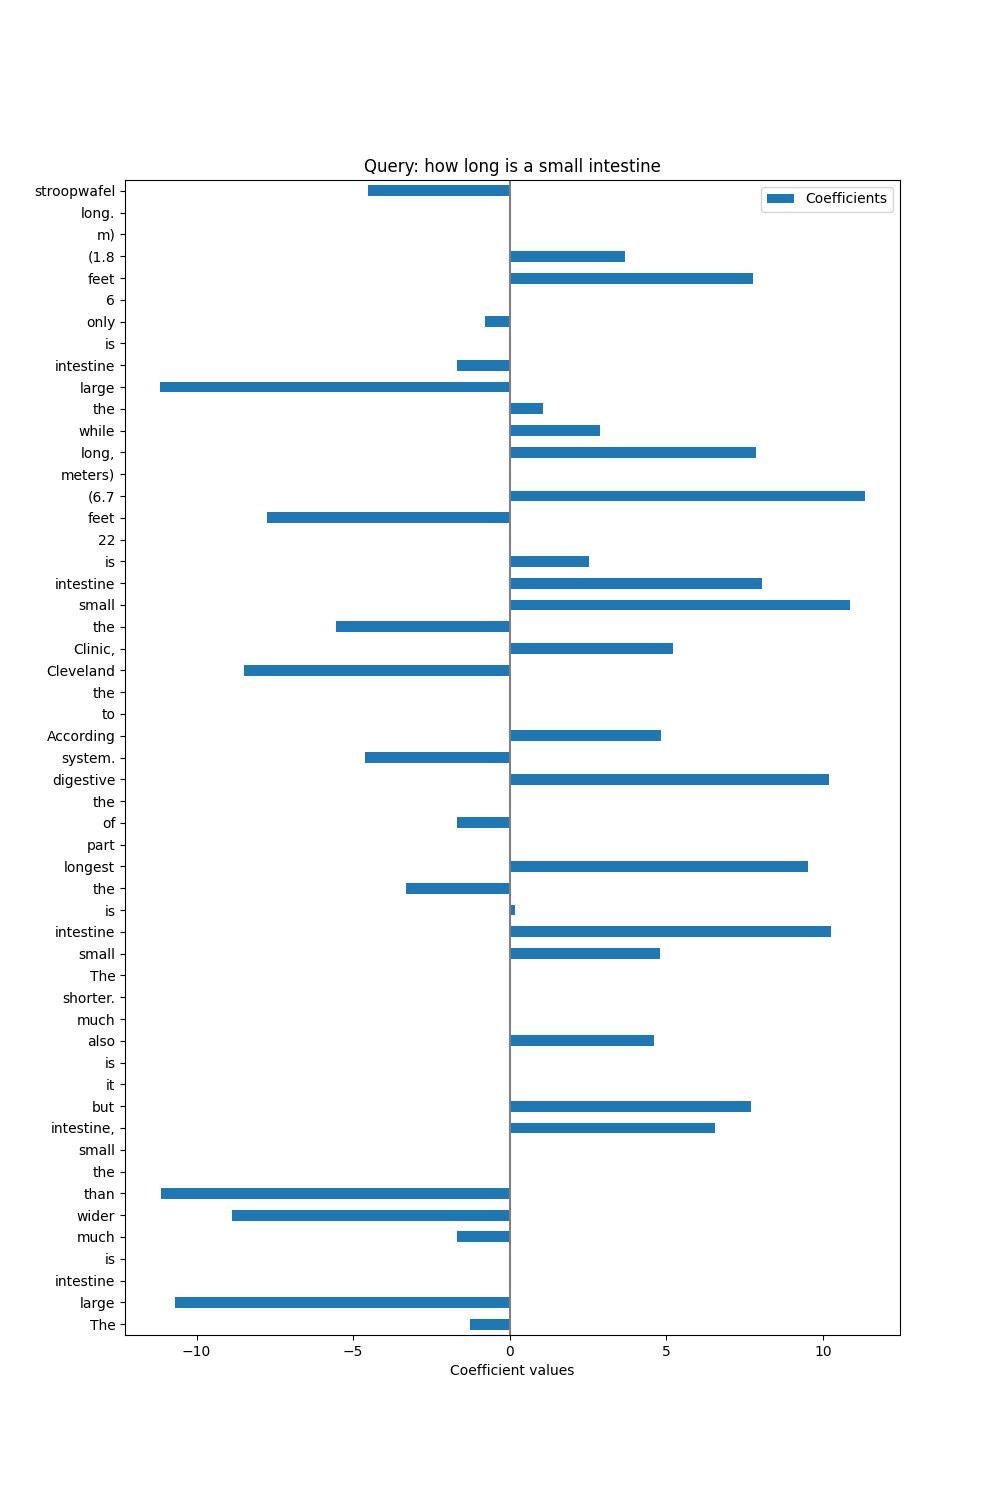 Query: how long is a small intestine
Coefficients
stroopwafel
long.
m)
(1.8
feet
6
only
is
intestine
large
the
while
long,
meters)
(6.7
feet
22
is
intestine
small
the
Clinic,
Cleveland
the
to
According
system.
digestive
the
of
part
longest
the
is
intestine
small
The
shorter.
much
also
is
it
but
intestine,
small
the
than
wider
much
is
intestine
large
The
−10 −5 0 5 10
Coefficient values